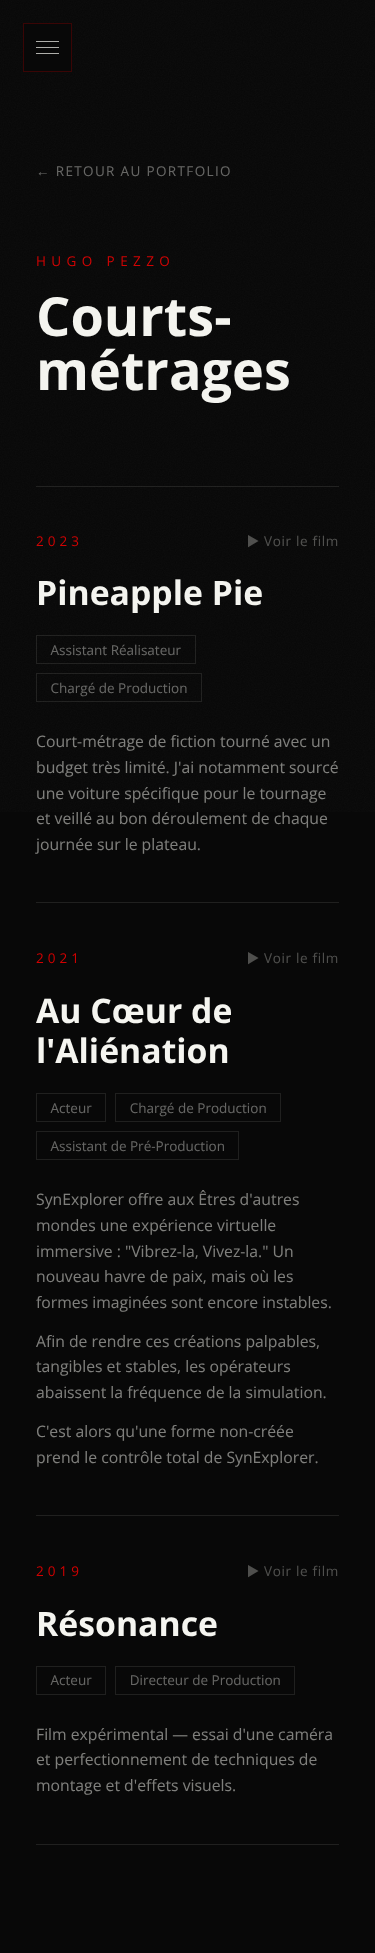 ← RETOUR AU PORTFOLIO
HUGO PEZZO
Courts-
métrages
2023
▶ Voir le film
Pineapple Pie
Assistant Réalisateur
Chargé de Production
Court-métrage de fiction tourné avec un
budget très limité. J'ai notamment sourcé
une voiture spécifique pour le tournage
et veillé au bon déroulement de chaque
journée sur le plateau.
2021
▶ Voir le film
Au Cœur de
l'Aliénation
Acteur
Chargé de Production
Assistant de Pré-Production
SynExplorer offre aux Êtres d'autres
mondes une expérience virtuelle
immersive : "Vibrez-la, Vivez-la." Un
nouveau havre de paix, mais où les
formes imaginées sont encore instables.
Afin de rendre ces créations palpables,
tangibles et stables, les opérateurs
abaissent la fréquence de la simulation.
C'est alors qu'une forme non-créée
prend le contrôle total de SynExplorer.
2019
▶ Voir le film
Résonance
Acteur
Directeur de Production
Film expérimental — essai d'une caméra
et perfectionnement de techniques de
montage et d'effets visuels.